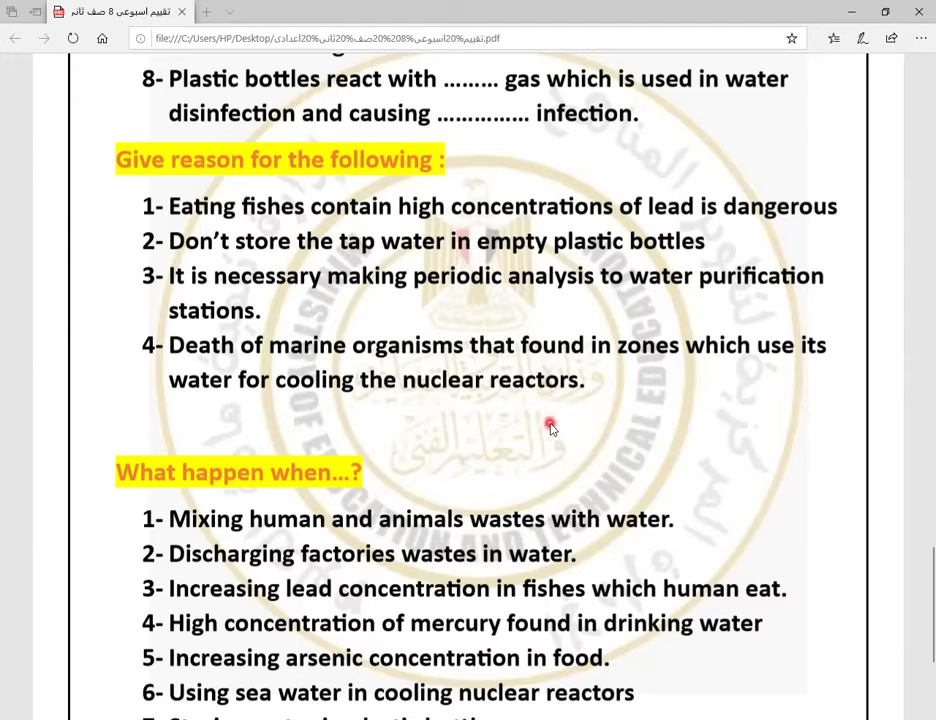 تقييم اسبوعى 8 صف ثانى
file:///C:/Users/HP/Desktop/تقييم%20اسبوعى%208%20صف%20ثانى%20اعدادى.pdf
8- Plastic bottles react with ……… gas which is used in water
disinfection and causing …………… infection.
Give reason for the following :
1- Eating fishes contain high concentrations of lead is dangerous
2- Don't store the tap water in empty plastic bottles
3- It is necessary making periodic analysis to water purification
stations.
4- Death of marine organisms that found in zones which use its
water for cooling the nuclear reactors.
What happen when...?
1- Mixing human and animals wastes with water.
2- Discharging factories wastes in water.
3- Increasing lead concentration in fishes which human eat.
4- High concentration of mercury found in drinking water
5- Increasing arsenic concentration in food.
6- Using sea water in cooling nuclear reactors